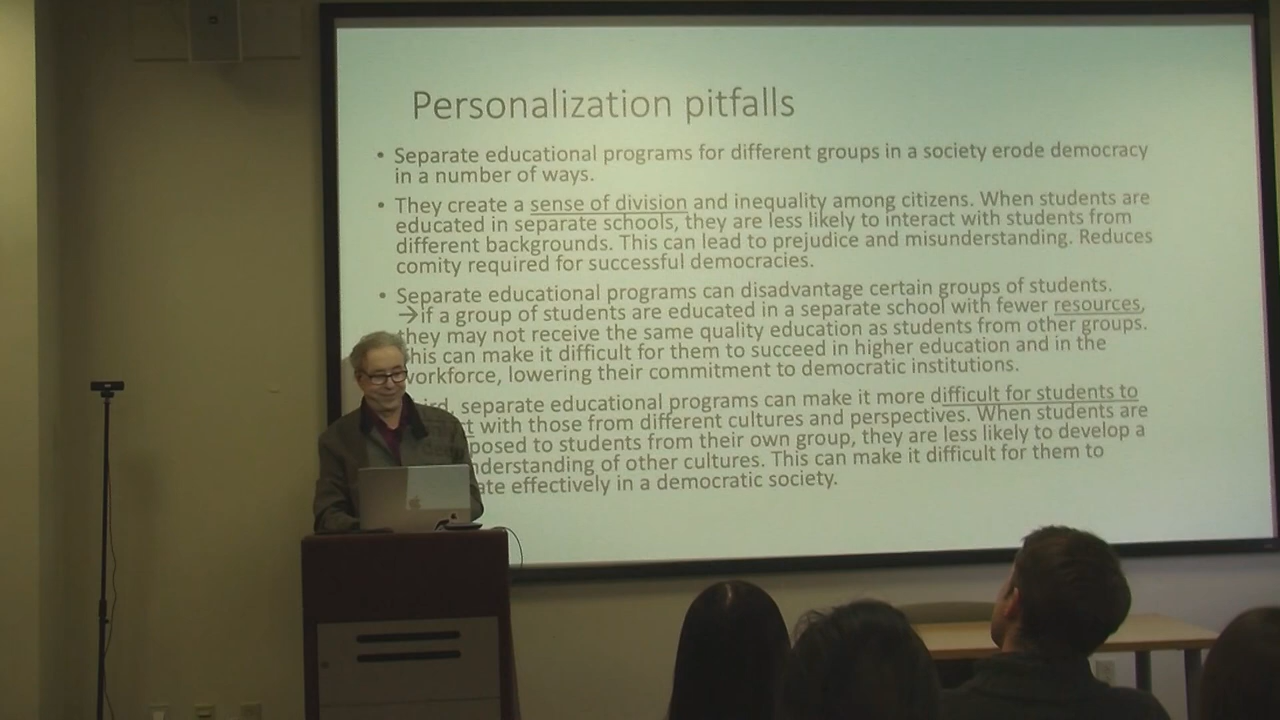 Personalization pitfalls
• Separate educational programs for different groups in a society erode democracy
in a number of ways.
• They create a sense of division and inequality among citizens. When students are
educated in separate schools, they are less likely to interact with students from
different backgrounds. This can lead to prejudice and misunderstanding. Reduces
comity required for successful democracies.
• Separate educational programs can disadvantage certain groups of students.
→if a group of students are educated in a separate school with fewer resources,
they may not receive the same quality education as students from other groups.
This can make it difficult for them to succeed in higher education and in the
workforce, lowering their commitment to democratic institutions.
separate educational programs can make it more difficult for students to
with those from different cultures and perspectives. When students are
to students from their own group, they are less likely to develop a
of other cultures. This can make it difficult for them to
effectively in a democratic society.